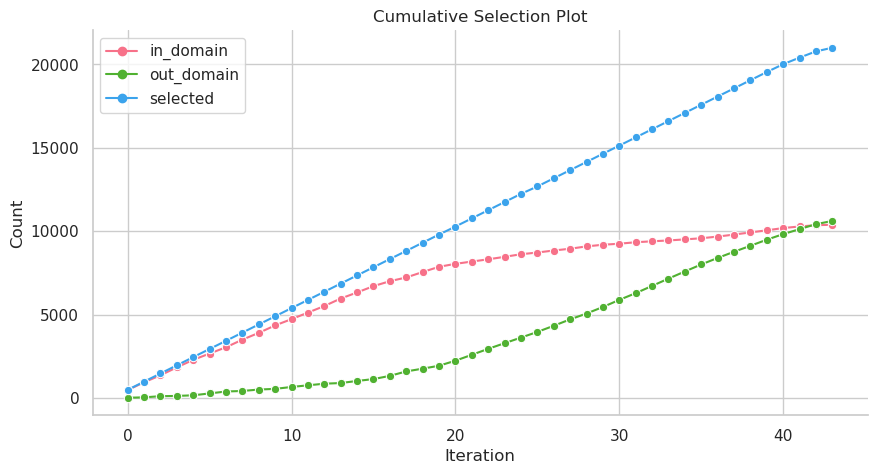 Cumulative Selection Plot
in_domain
out_domain
selected
20000
15000
10000
5000
0
Count
0 10 20 30 40
Iteration